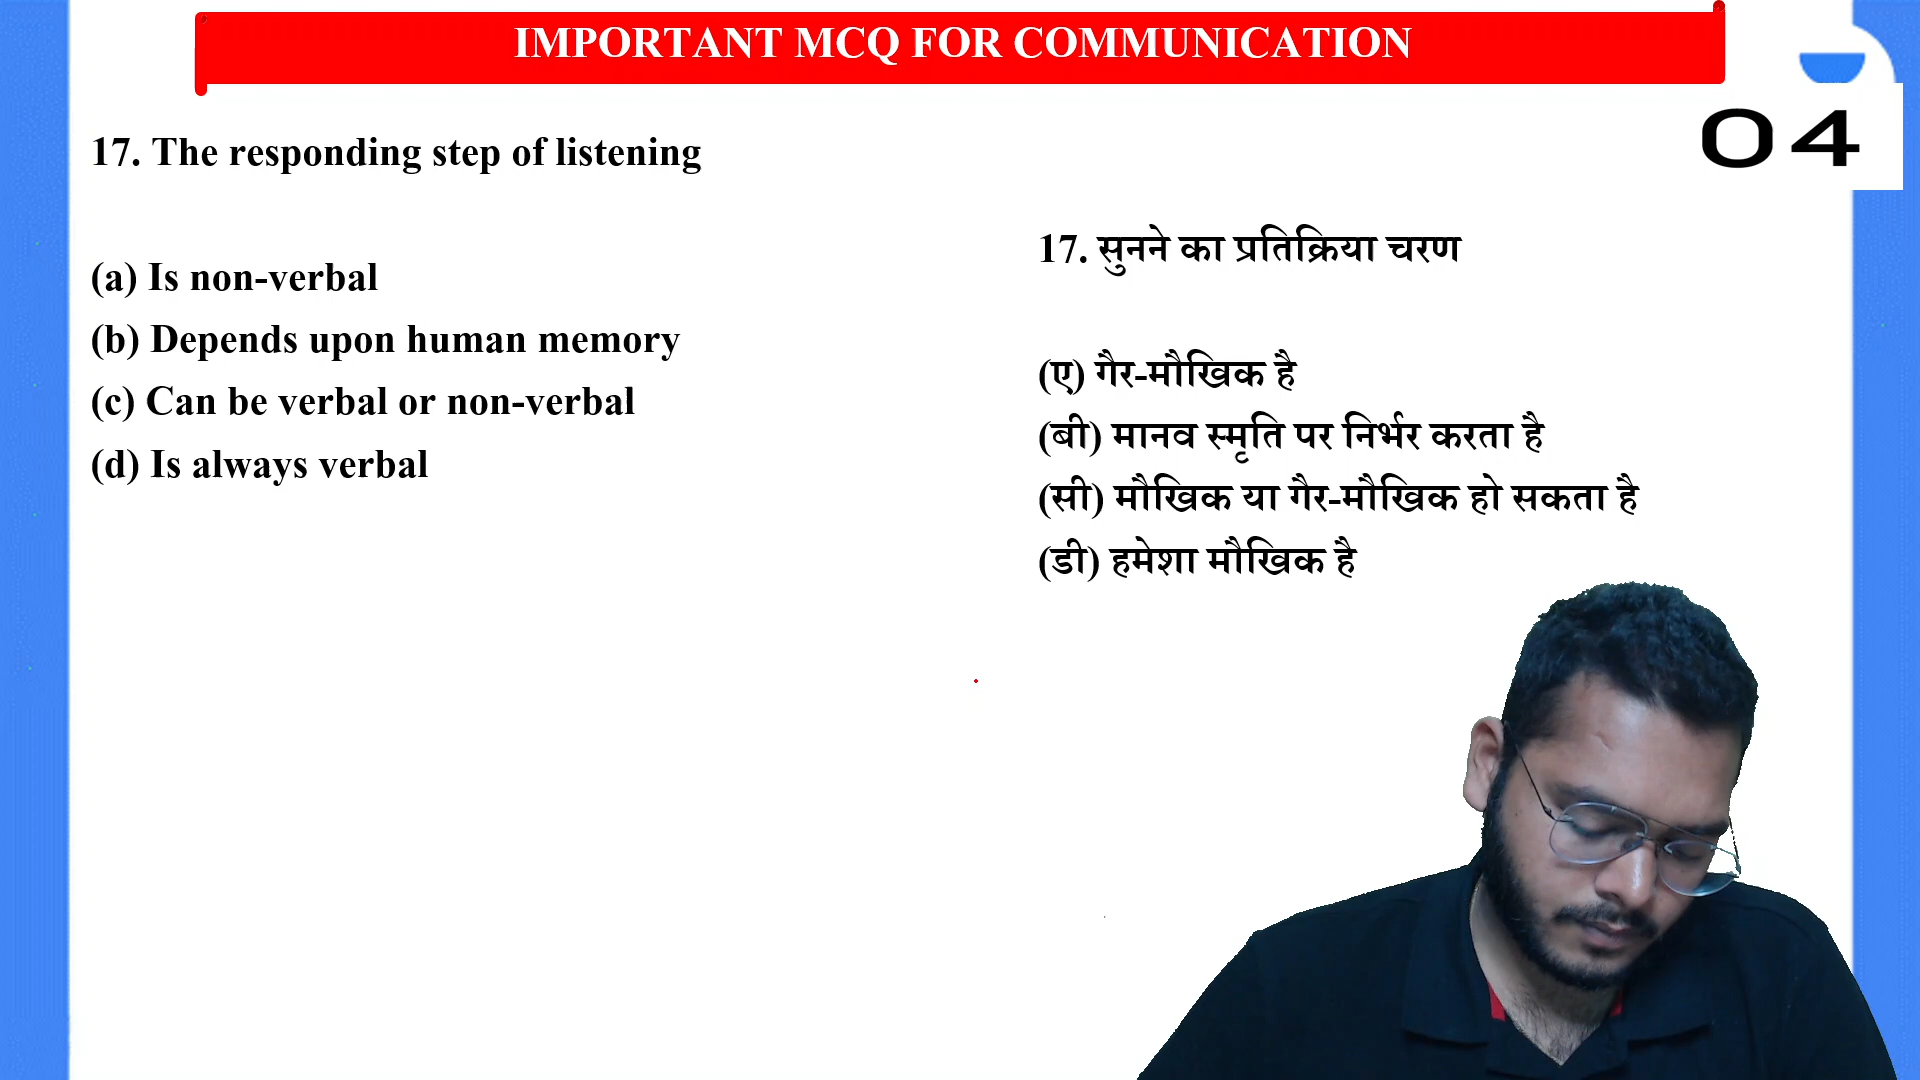 IMPORTANT MCQ FOR COMMUNICATION
04
17. The responding step of listening
(a) Is non-verbal
(b) Depends upon human memory
(c) Can be verbal or non-verbal
(d) Is always verbal
17. सुनने का प्रतिक्रिया चरण
(ए) गैर-मौखिक है
(बी) मानव स्मृति पर निर्भर करता है
(सी) मौखिक या गैर-मौखिक हो सकता है
(डी) हमेशा मौखिक है